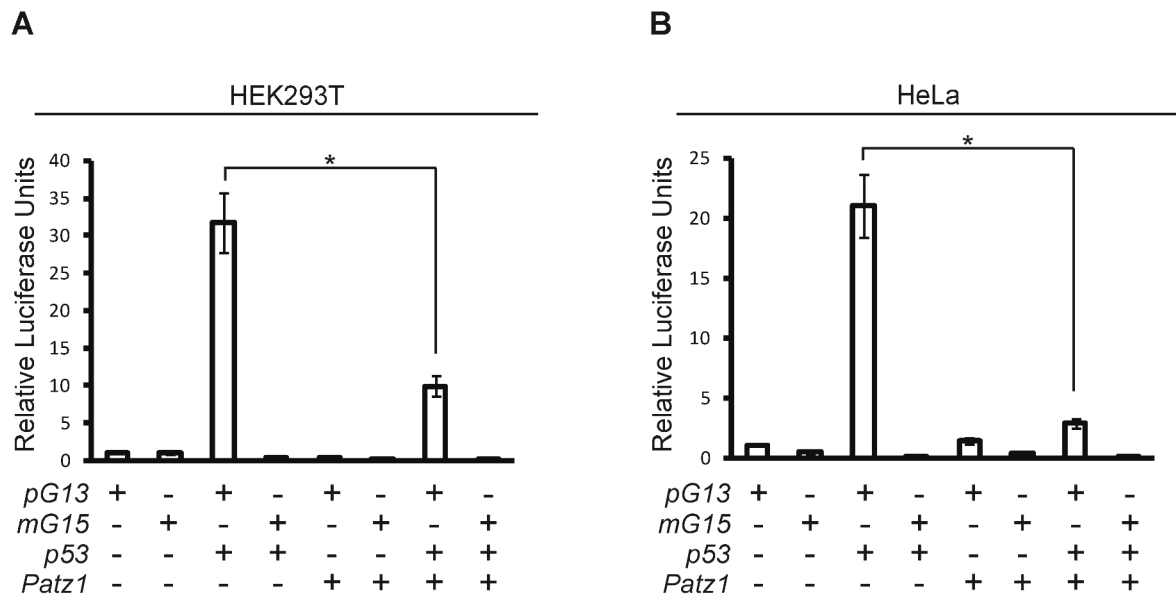 A
HEK293T
*
Relative Luciferase Units
40
35
30
25
20
15
10
5
0
pG13 + - + - + - + -
mG15 - + - + - + - +
p53 - - + + - - + +
Patz1 - - - - + + + +
B
HeLa
*
Relative Luciferase Units
25
20
15
10
5
0
pG13 + - + - + - + -
mG15 - + - + - + - +
p53 - - + + - - + +
Patz1 - - - - + + + +